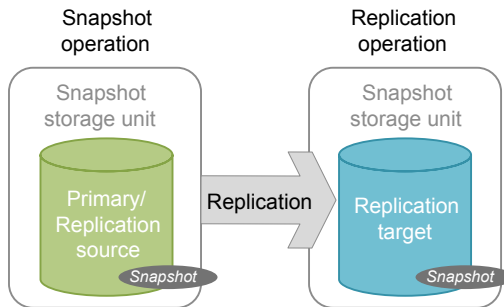 Snapshot
operation
Replication
operation
Snapshot
storage unit
Snapshot
storage unit
Primary/
Replication
source
Replication
Replication
target
Snapshot
Snapshot